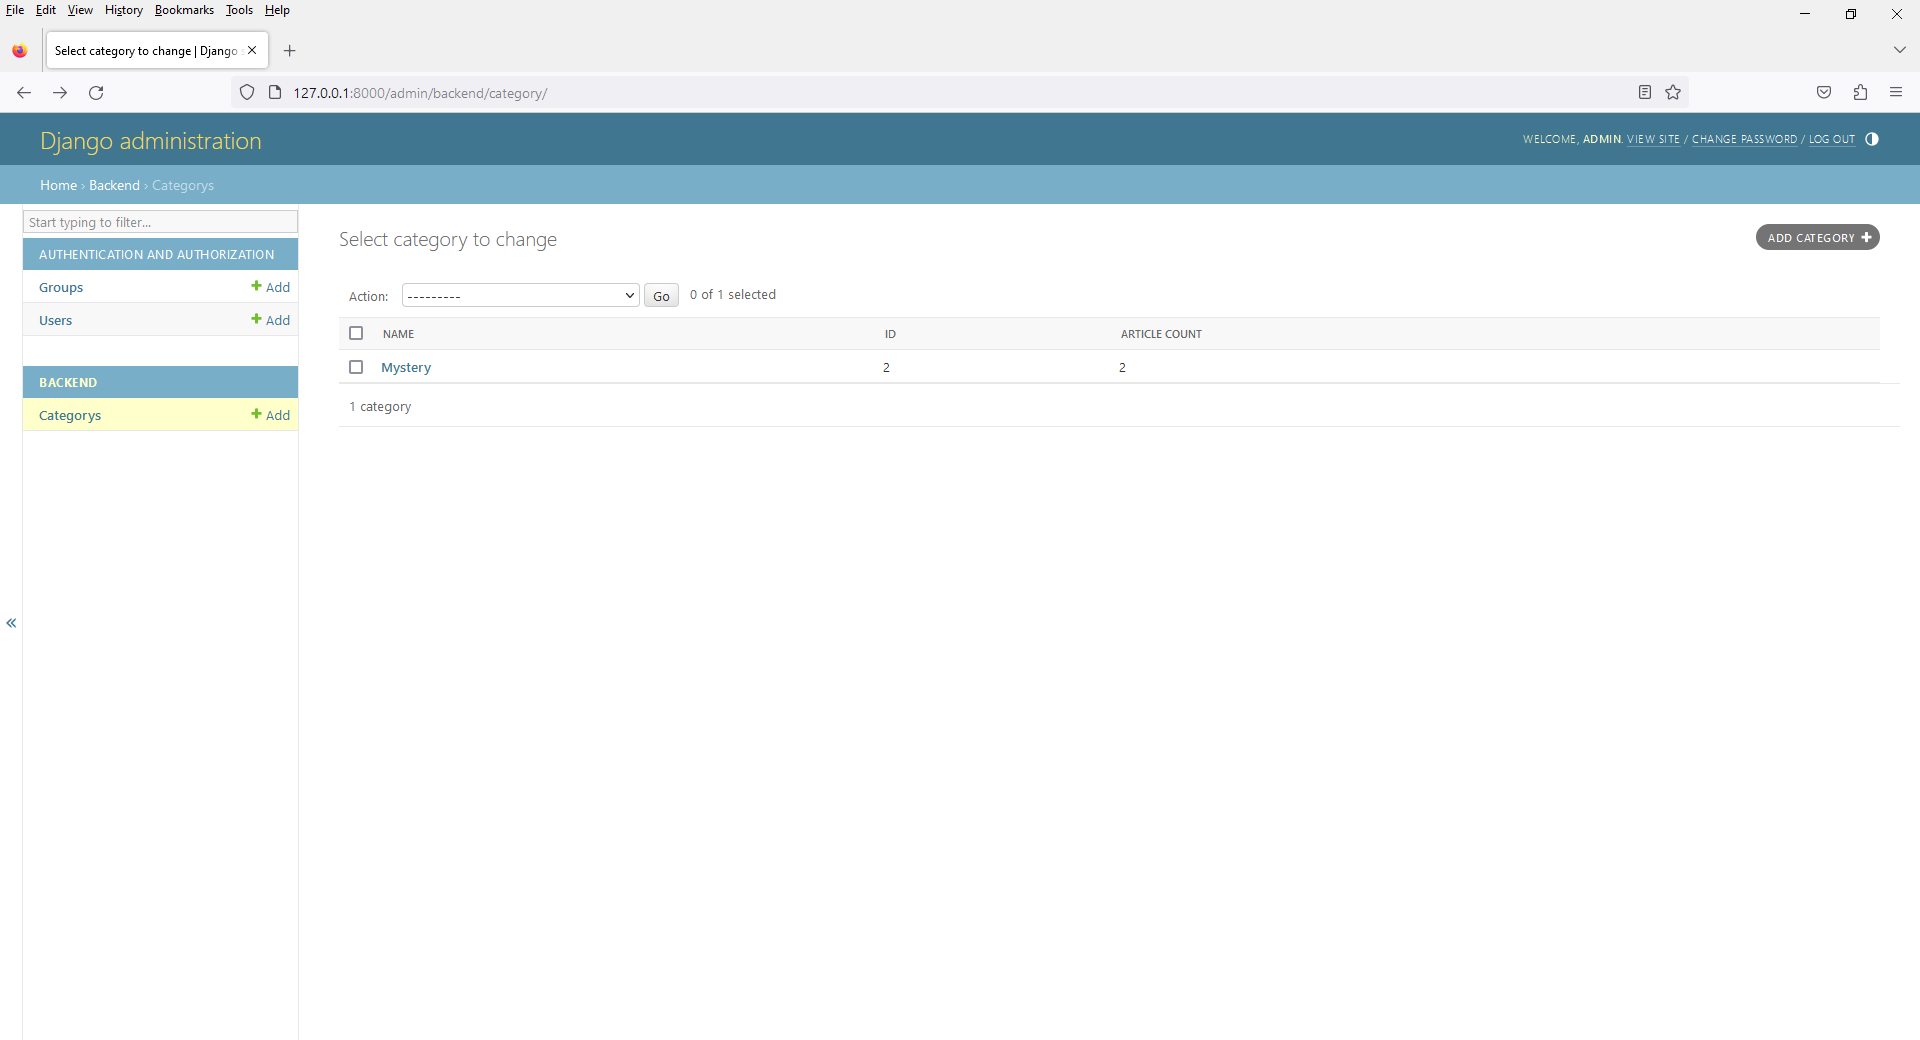 File Edit View History Bookmarks Tools Help
Select category to change | Django
127.0.0.1:8000/admin/backend/category/
Django administration
WELCOME, ADMIN. VIEW SITE / CHANGE PASSWORD / LOG OUT
Home › Backend › Categorys
Start typing to filter...
AUTHENTICATION AND AUTHORIZATION
Groups + Add
Users + Add
BACKEND
Categorys + Add
«
Select category to change
ADD CATEGORY +
Action: --------- Go 0 of 1 selected
NAME ID ARTICLE COUNT
Mystery 2 2
1 category